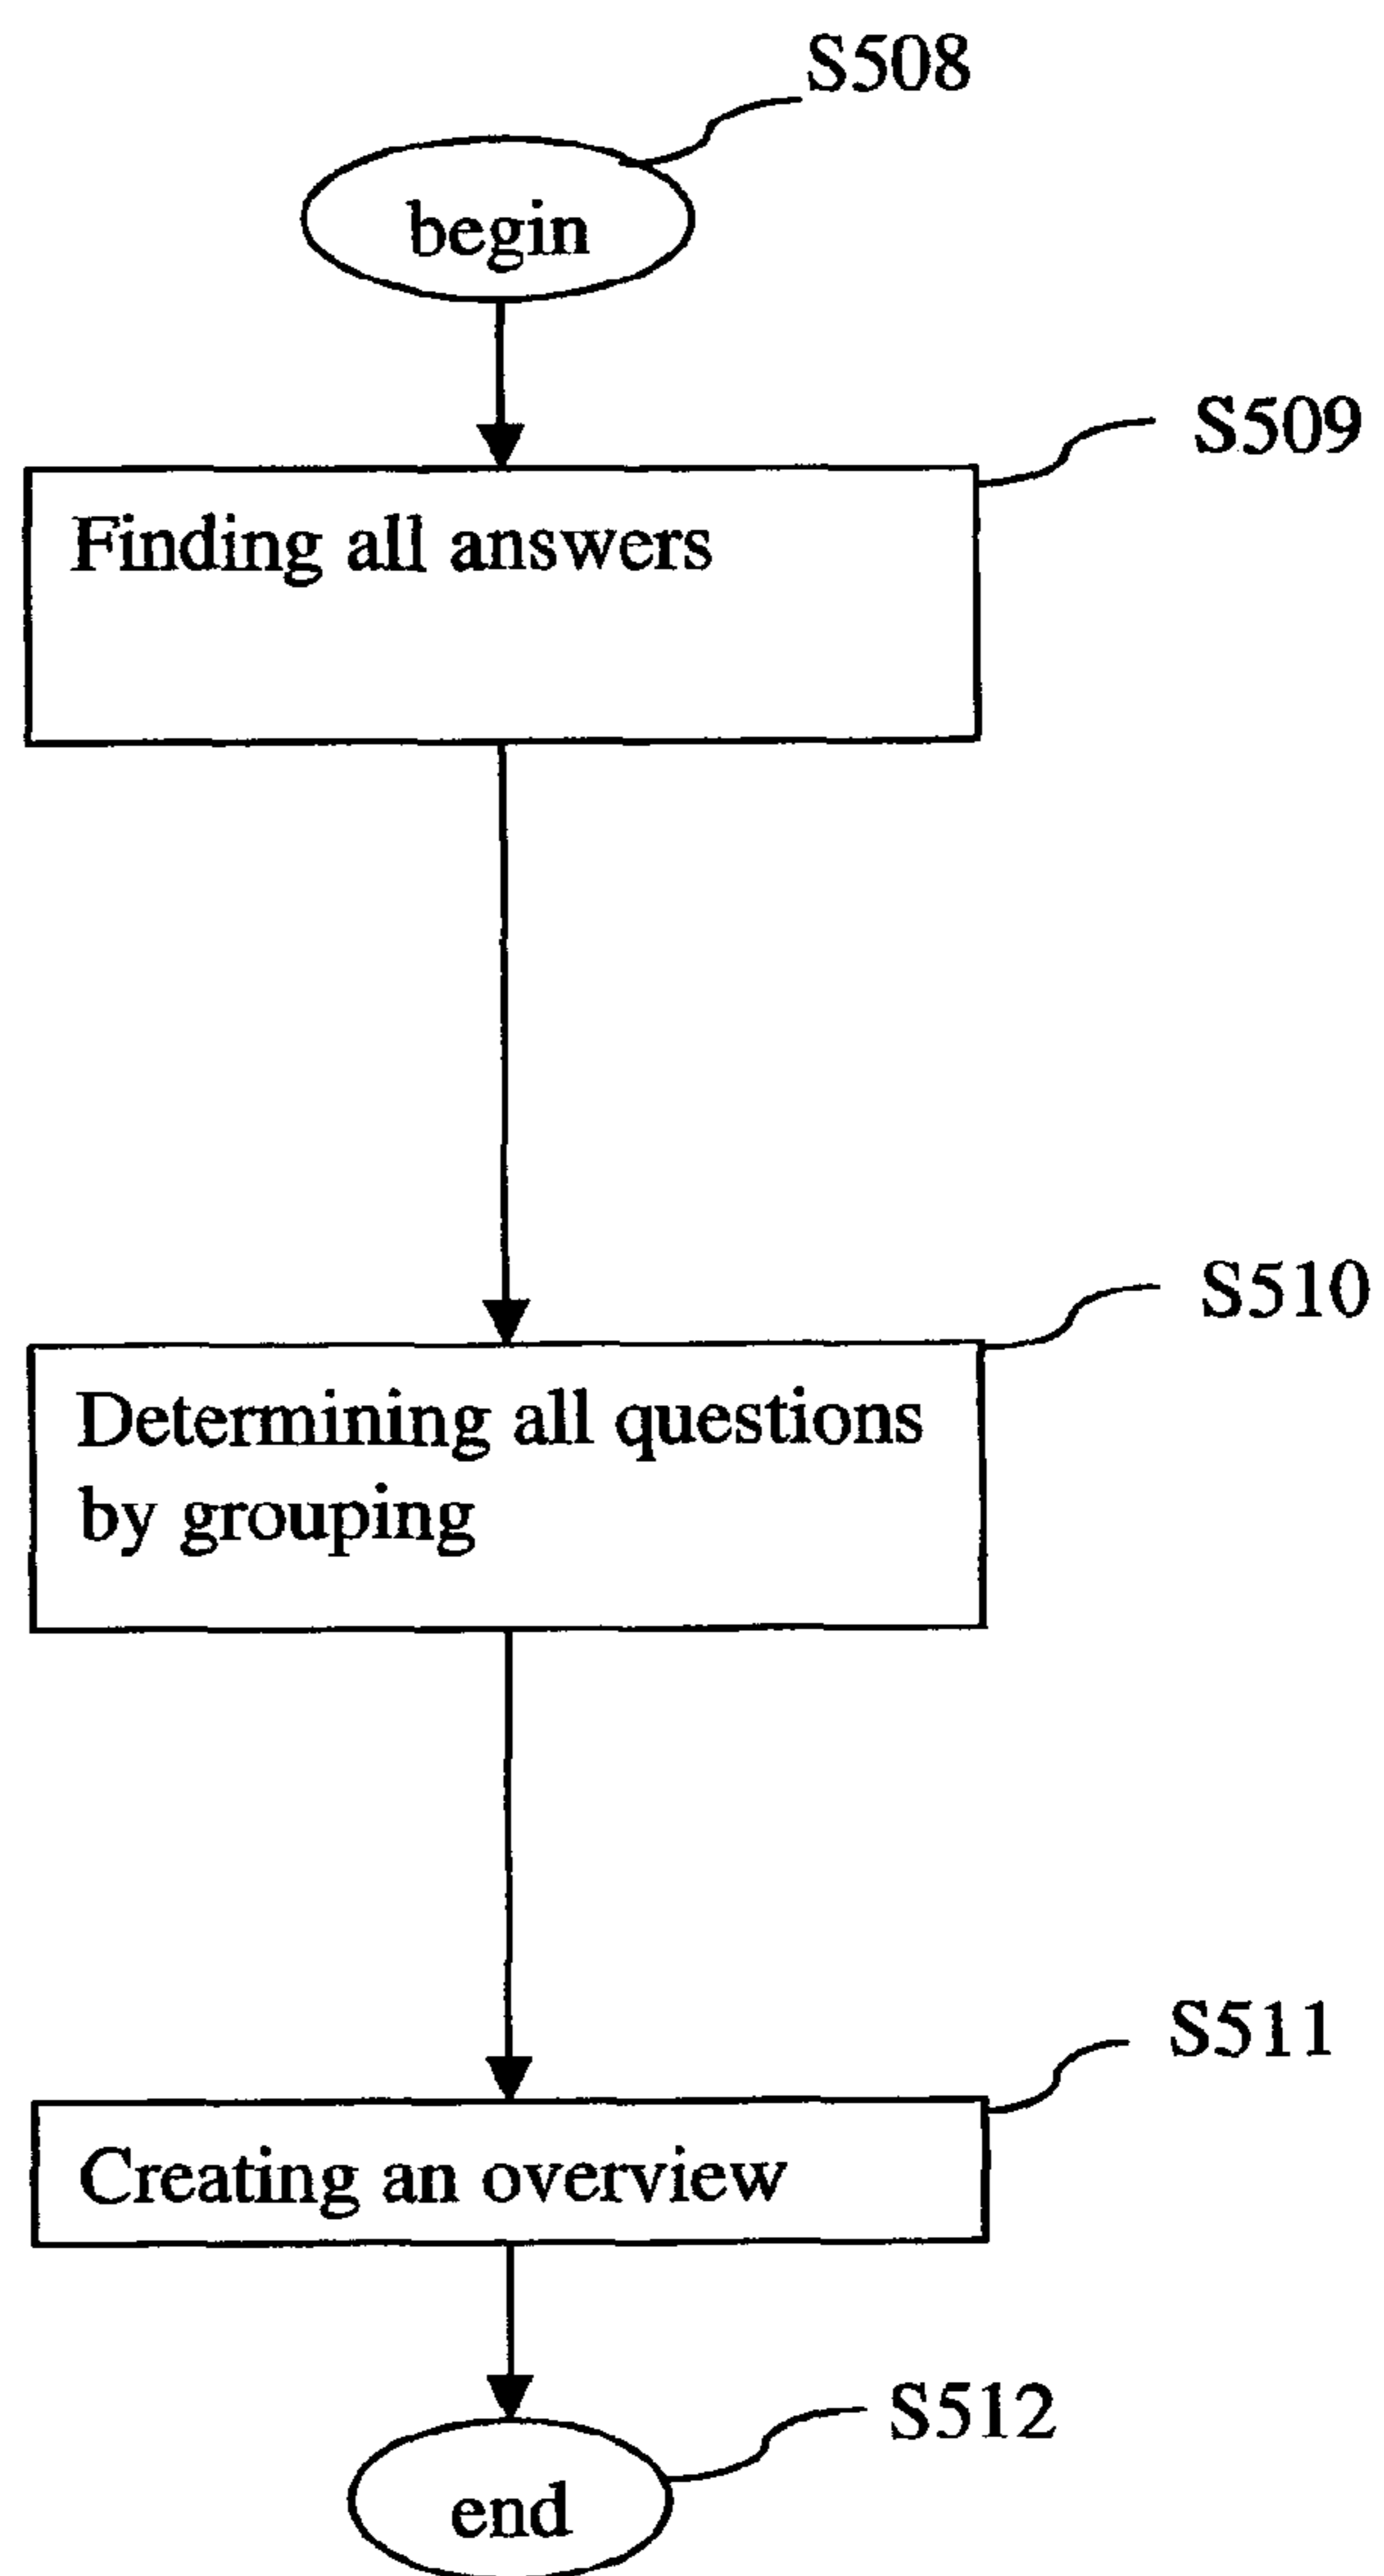 S508
begin
S509
Finding all answers
S510
Determining all questions
by grouping
S511
Creating an overview
S512
end